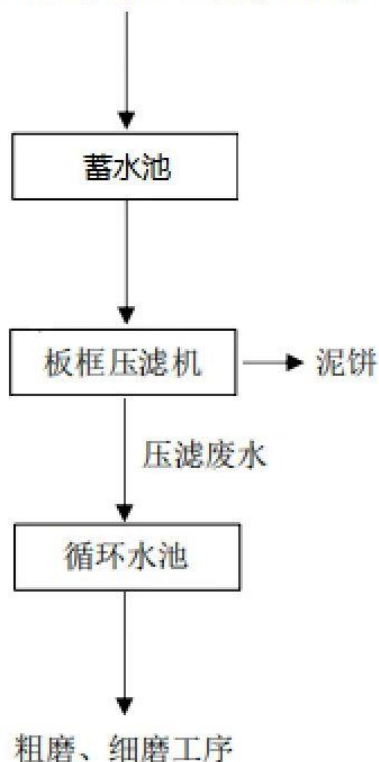 蓄水池
板框压滤机
泥饼
压滤废水
循环水池
粗磨、细磨工序